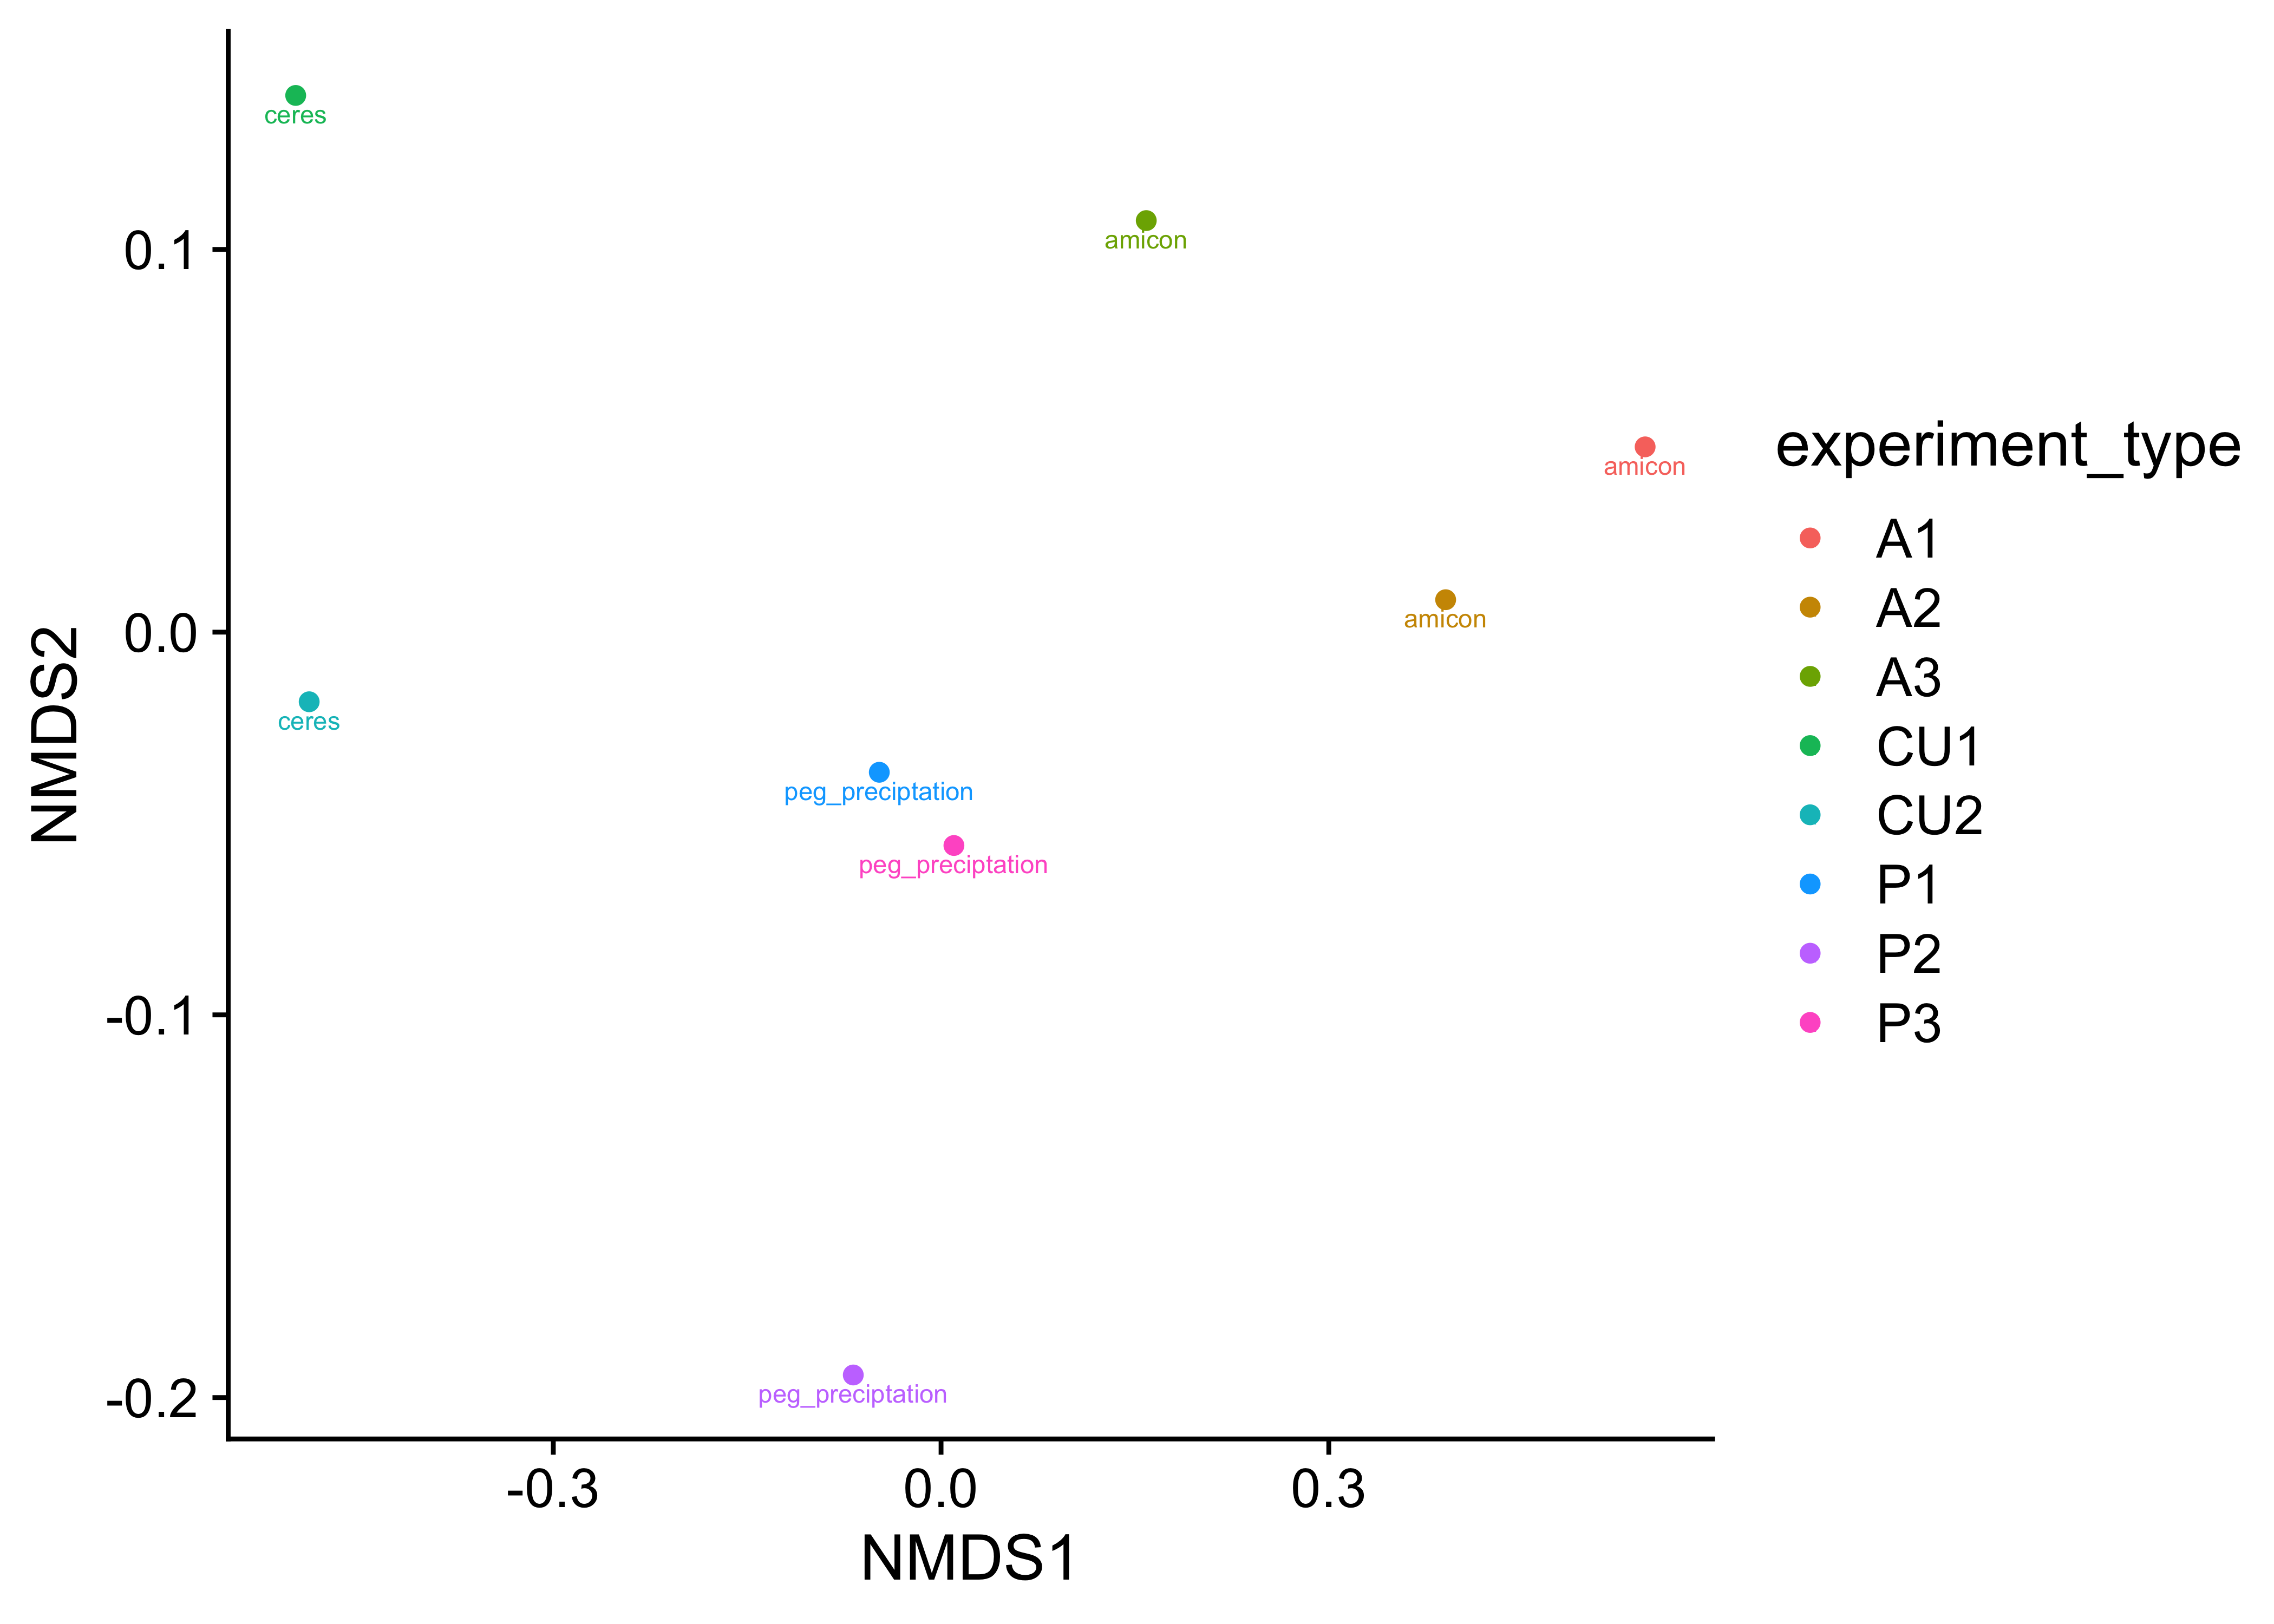 ceres
amicon
amicon
amicon
ceres
peg_preciptation
peg_preciptation
peg_preciptation
0.1
0.0
-0.1
-0.2
NMDS2
-0.3 0.0 0.3
NMDS1
experiment_type
A1
A2
A3
CU1
CU2
P1
P2
P3